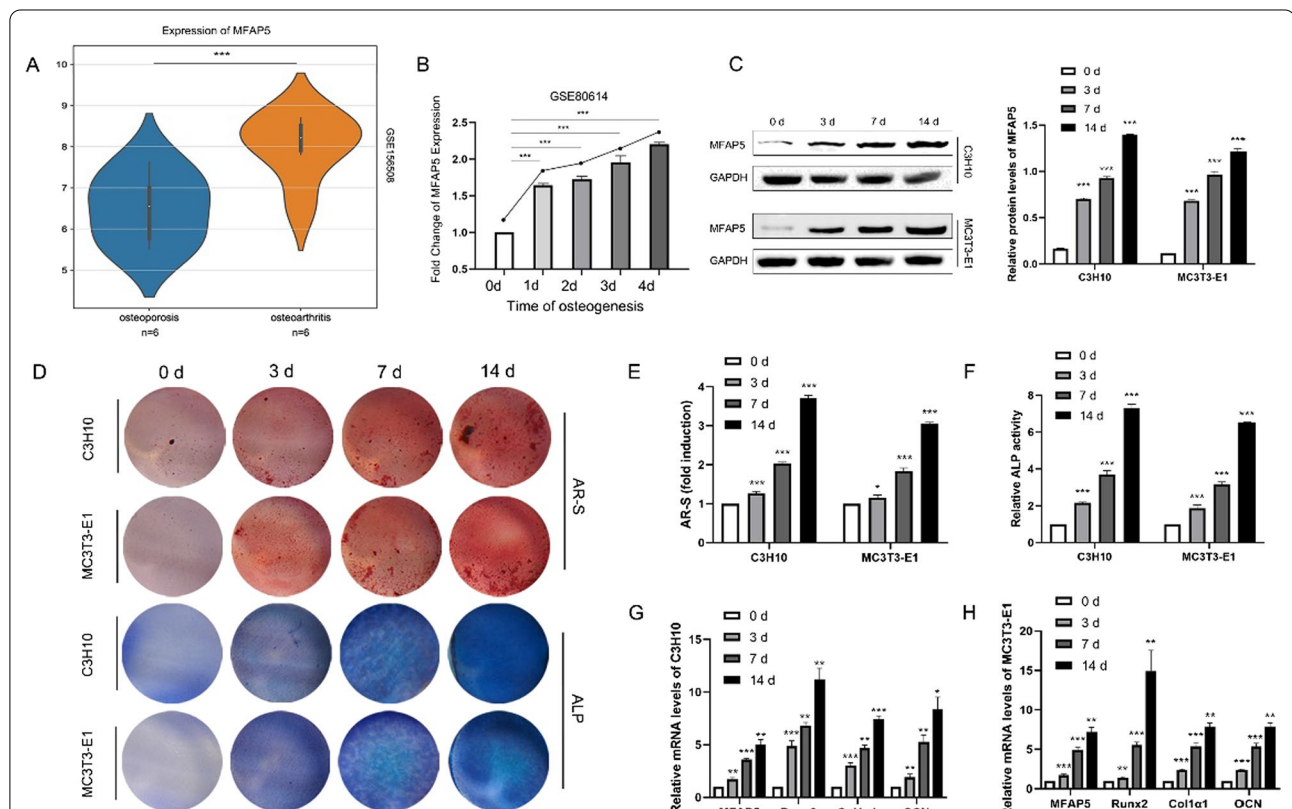 A
Expression of MFAP5
***
10
9
8
7
6
5
osteoporosis
n=6
osteoarthritis
n=6
GSE156508
B
GSE80614
Fold Change of MFAP5 Expression
2.5
2.0
1.5
1.0
0.5
***
***
***
***
0d 1d 2d 3d 4d
Time of osteogenesis
C
0 d 3 d 7 d 14 d
MFAP5
GAPDH
C3H10
MFAP5
GAPDH
MC3T3-E1
0 d
3 d
7 d
14 d
Relative protein levels of MFAP5
1.5
1.0
0.5
0.0
*** *** *** *** *** ***
C3H10 MC3T3-E1
D
0 d 3 d 7 d 14 d
C3H10
MC3T3-E1
AR-S
C3H10
MC3T3-E1
ALP
E
0 d
3 d
7 d
14 d
AR-S (fold induction)
4
3
2
1
0
*** *** *** * *** ***
C3H10 MC3T3-E1
F
0 d
3 d
7 d
14 d
Relative ALP activity
8
6
4
2
0
*** *** *** *** *** ***
C3H10 MC3T3-E1
G
0 d
3 d
7 d
14 d
Relative mRNA levels of C3H10
15
10
5
0
** *** ** *** ** ** *** ** *** ** ** *
H
0 d
3 d
7 d
14 d
Relative mRNA levels of MC3T3-E1
20
15
10
5
0
*** *** ** ** *** ** *** *** ** *** *** **
MFAP5 Runx2 Col1α1 OCN